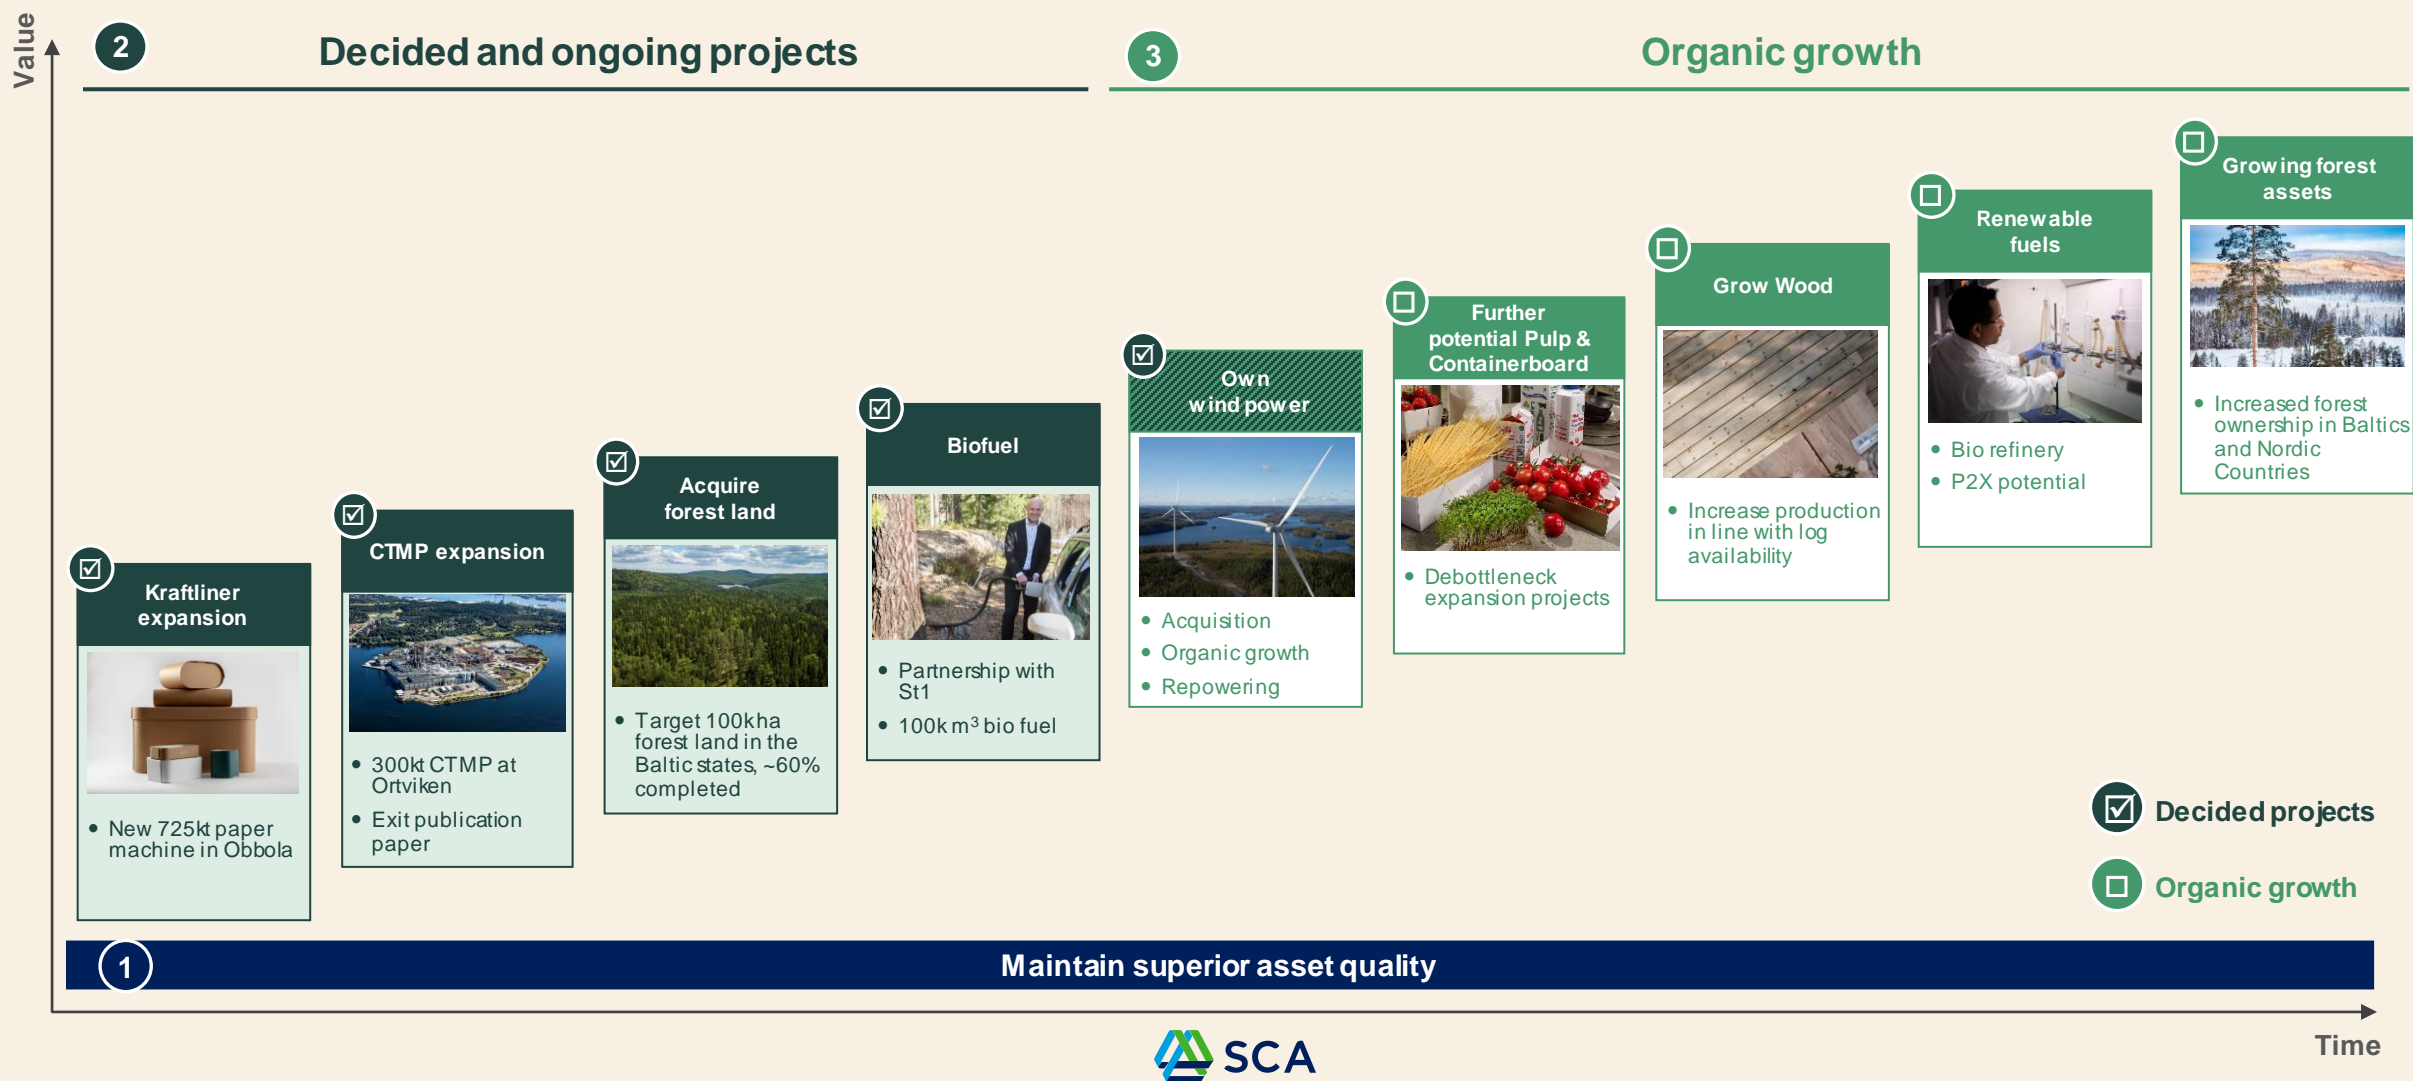 Value
2
Decided and ongoing projects
3
Organic growth
Kraftliner
expansion
• New 725kt paper
machine in Obbola
CTMP expansion
• 300kt CTMP at
Ortviken
• Exit publication
paper
Acquire
forest land
• Target 100kha
forest land in the
Baltic states, ~60%
completed
Biofuel
• Partnership with
St1
• 100k m³ bio fuel
Own
wind power
• Acquisition
• Organic growth
• Repowering
Further
potential Pulp &
Containerboard
• Debottleneck
expansion projects
Grow Wood
• Increase production
in line with log
availability
Renewable
fuels
• Bio refinery
• P2X potential
Growing forest
assets
• Increased forest
ownership in Baltics
and Nordic
Countries
Decided projects
Organic growth
1
Maintain superior asset quality
Time
SCA